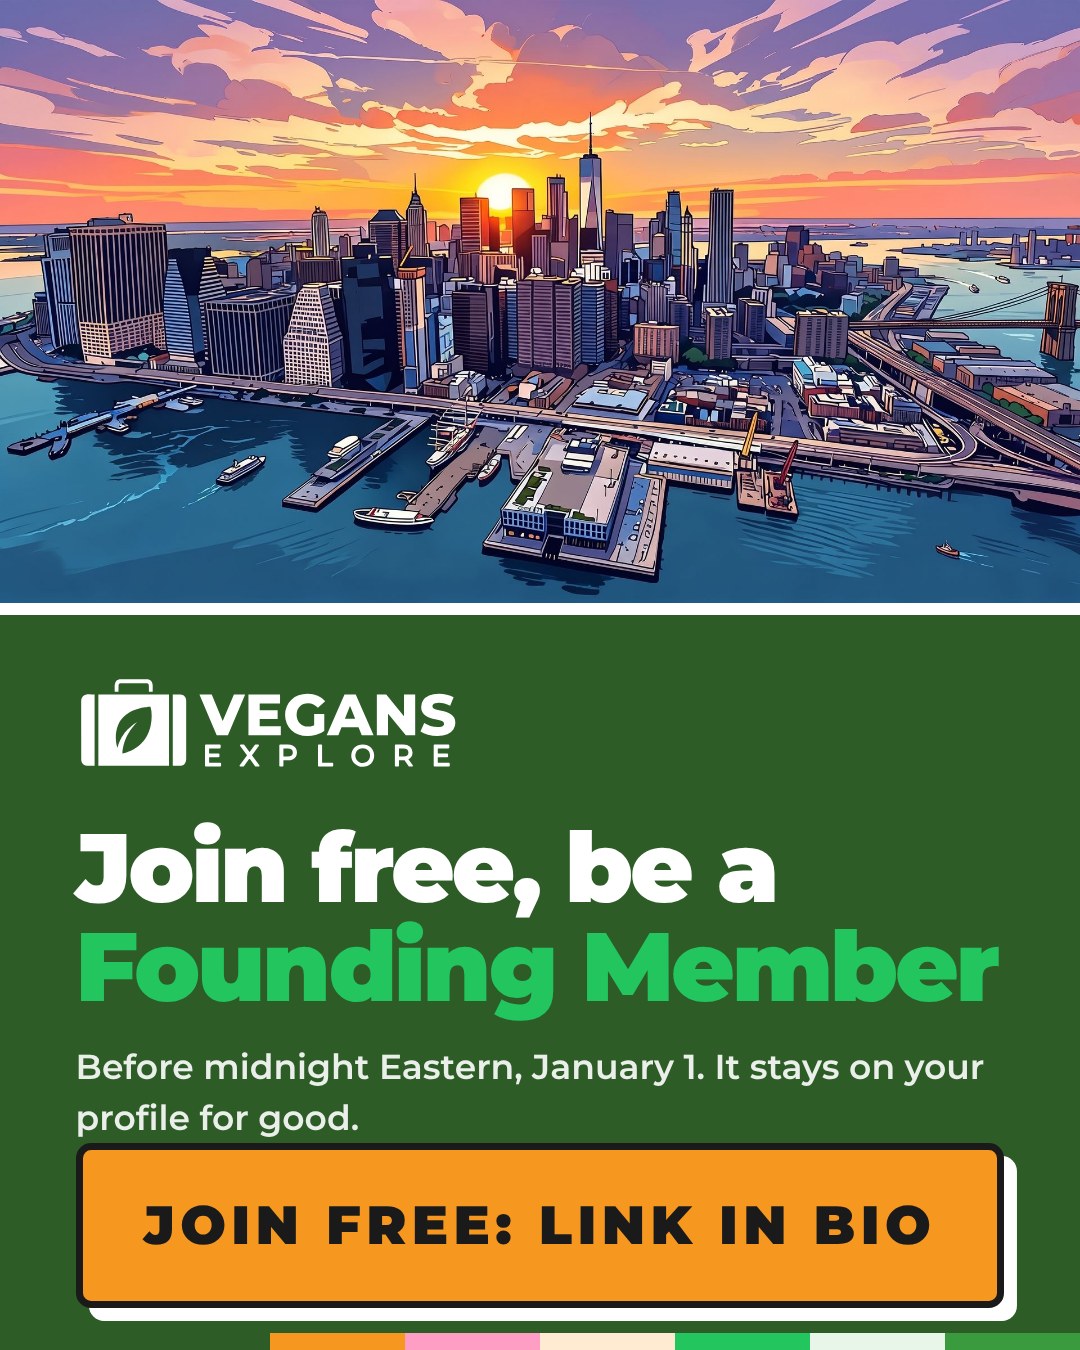 VEGANS
EXPLORE
Join free, be a
Founding Member
Before midnight Eastern, January 1. It stays on your
profile for good.
JOIN FREE: LINK IN BIO